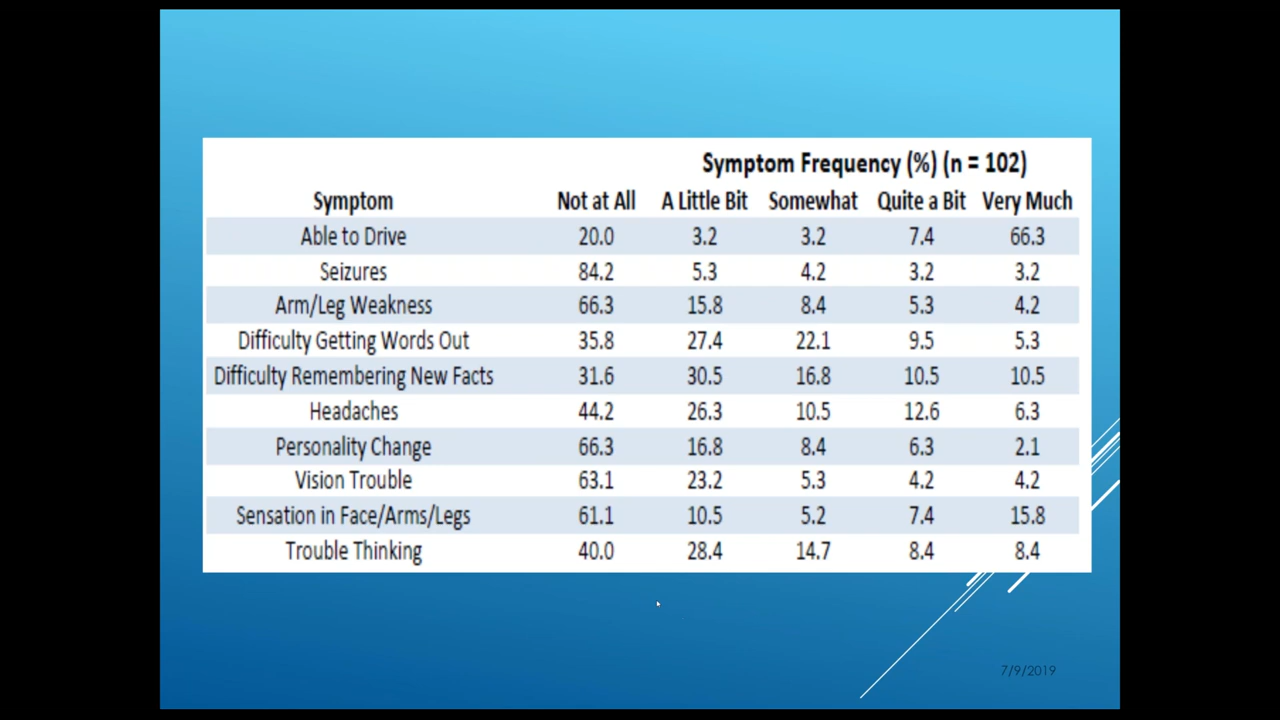 Symptom Frequency (%) (n = 102)
Symptom Not at All A Little Bit Somewhat Quite a Bit Very Much
Able to Drive 20.0 3.2 3.2 7.4 66.3
Seizures 84.2 5.3 4.2 3.2 3.2
Arm/Leg Weakness 66.3 15.8 8.4 5.3 4.2
Difficulty Getting Words Out 35.8 27.4 22.1 9.5 5.3
Difficulty Remembering New Facts 31.6 30.5 16.8 10.5 10.5
Headaches 44.2 26.3 10.5 12.6 6.3
Personality Change 66.3 16.8 8.4 6.3 2.1
Vision Trouble 63.1 23.2 5.3 4.2 4.2
Sensation in Face/Arms/Legs 61.1 10.5 5.2 7.4 15.8
Trouble Thinking 40.0 28.4 14.7 8.4 8.4
7/9/2019